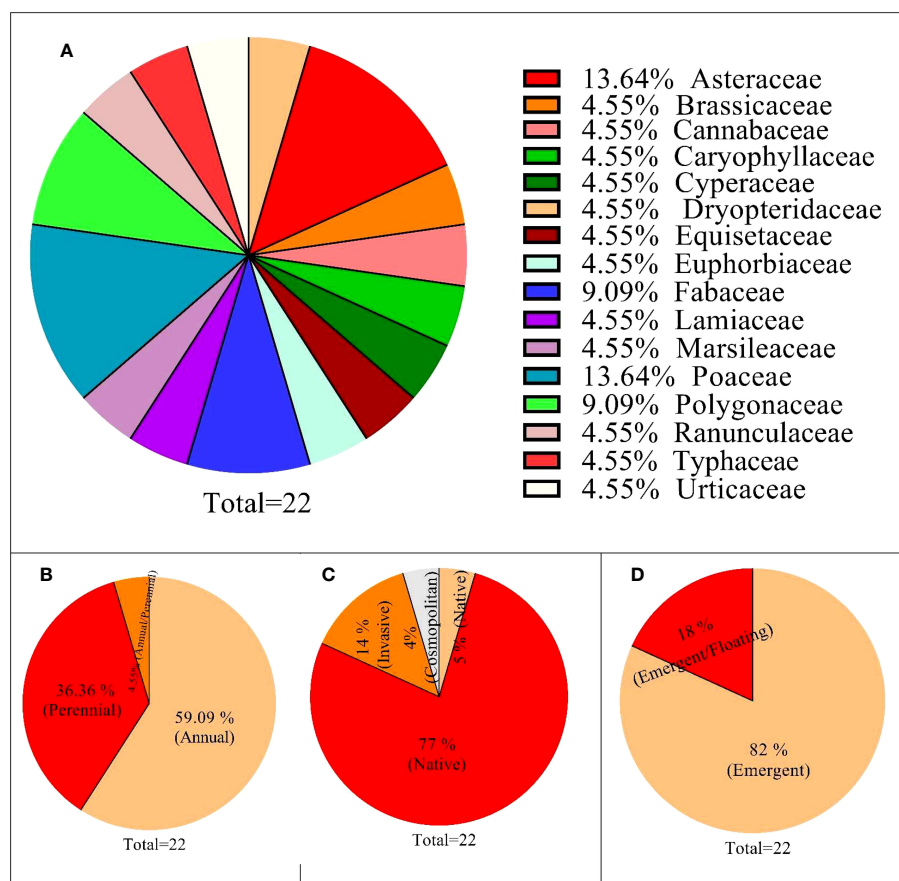 A
13.64% Asteraceae
4.55% Brassicaceae
4.55% Cannabaceae
4.55% Caryophyllaceae
4.55% Cyperaceae
4.55% Dryopteridaceae
4.55% Equisetaceae
4.55% Euphorbiaceae
9.09% Fabaceae
4.55% Lamiaceae
4.55% Marsileaceae
13.64% Poaceae
9.09% Polygonaceae
4.55% Ranunculaceae
4.55% Typhaceae
4.55% Urticaceae
Total=22
B
4.55% (Annual/Perennial)
36.36 %
(Perennial)
59.09 %
(Annual)
Total=22
C
14 %
(Invasive)
4%
(Cosmopolitan)
5 % (Native)
77 %
(Native)
Total=22
D
18 %
(Emergent/Floating)
82 %
(Emergent)
Total=22